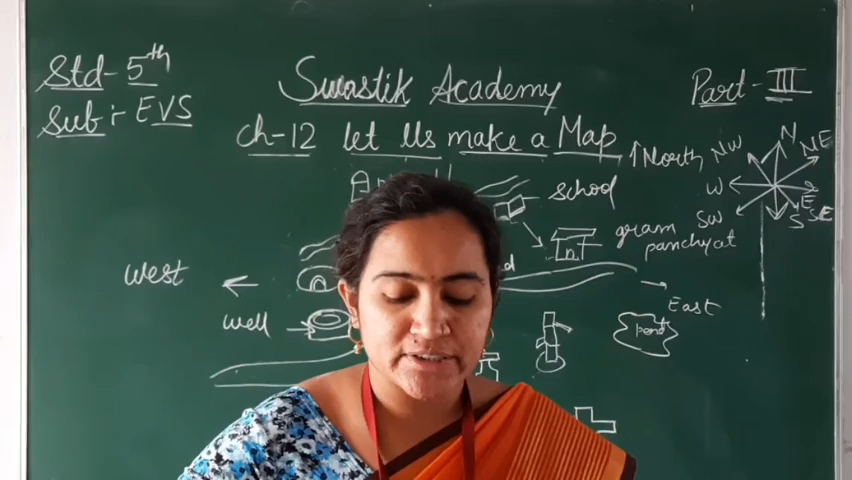 Std- 5th
Sub:- EVS
Swastik Academy
Part - III
ch-12 let Us make a Map
↑North
N
NW
NE
W
E
SW
S
SE
school
gram
panchyat
west
East
well